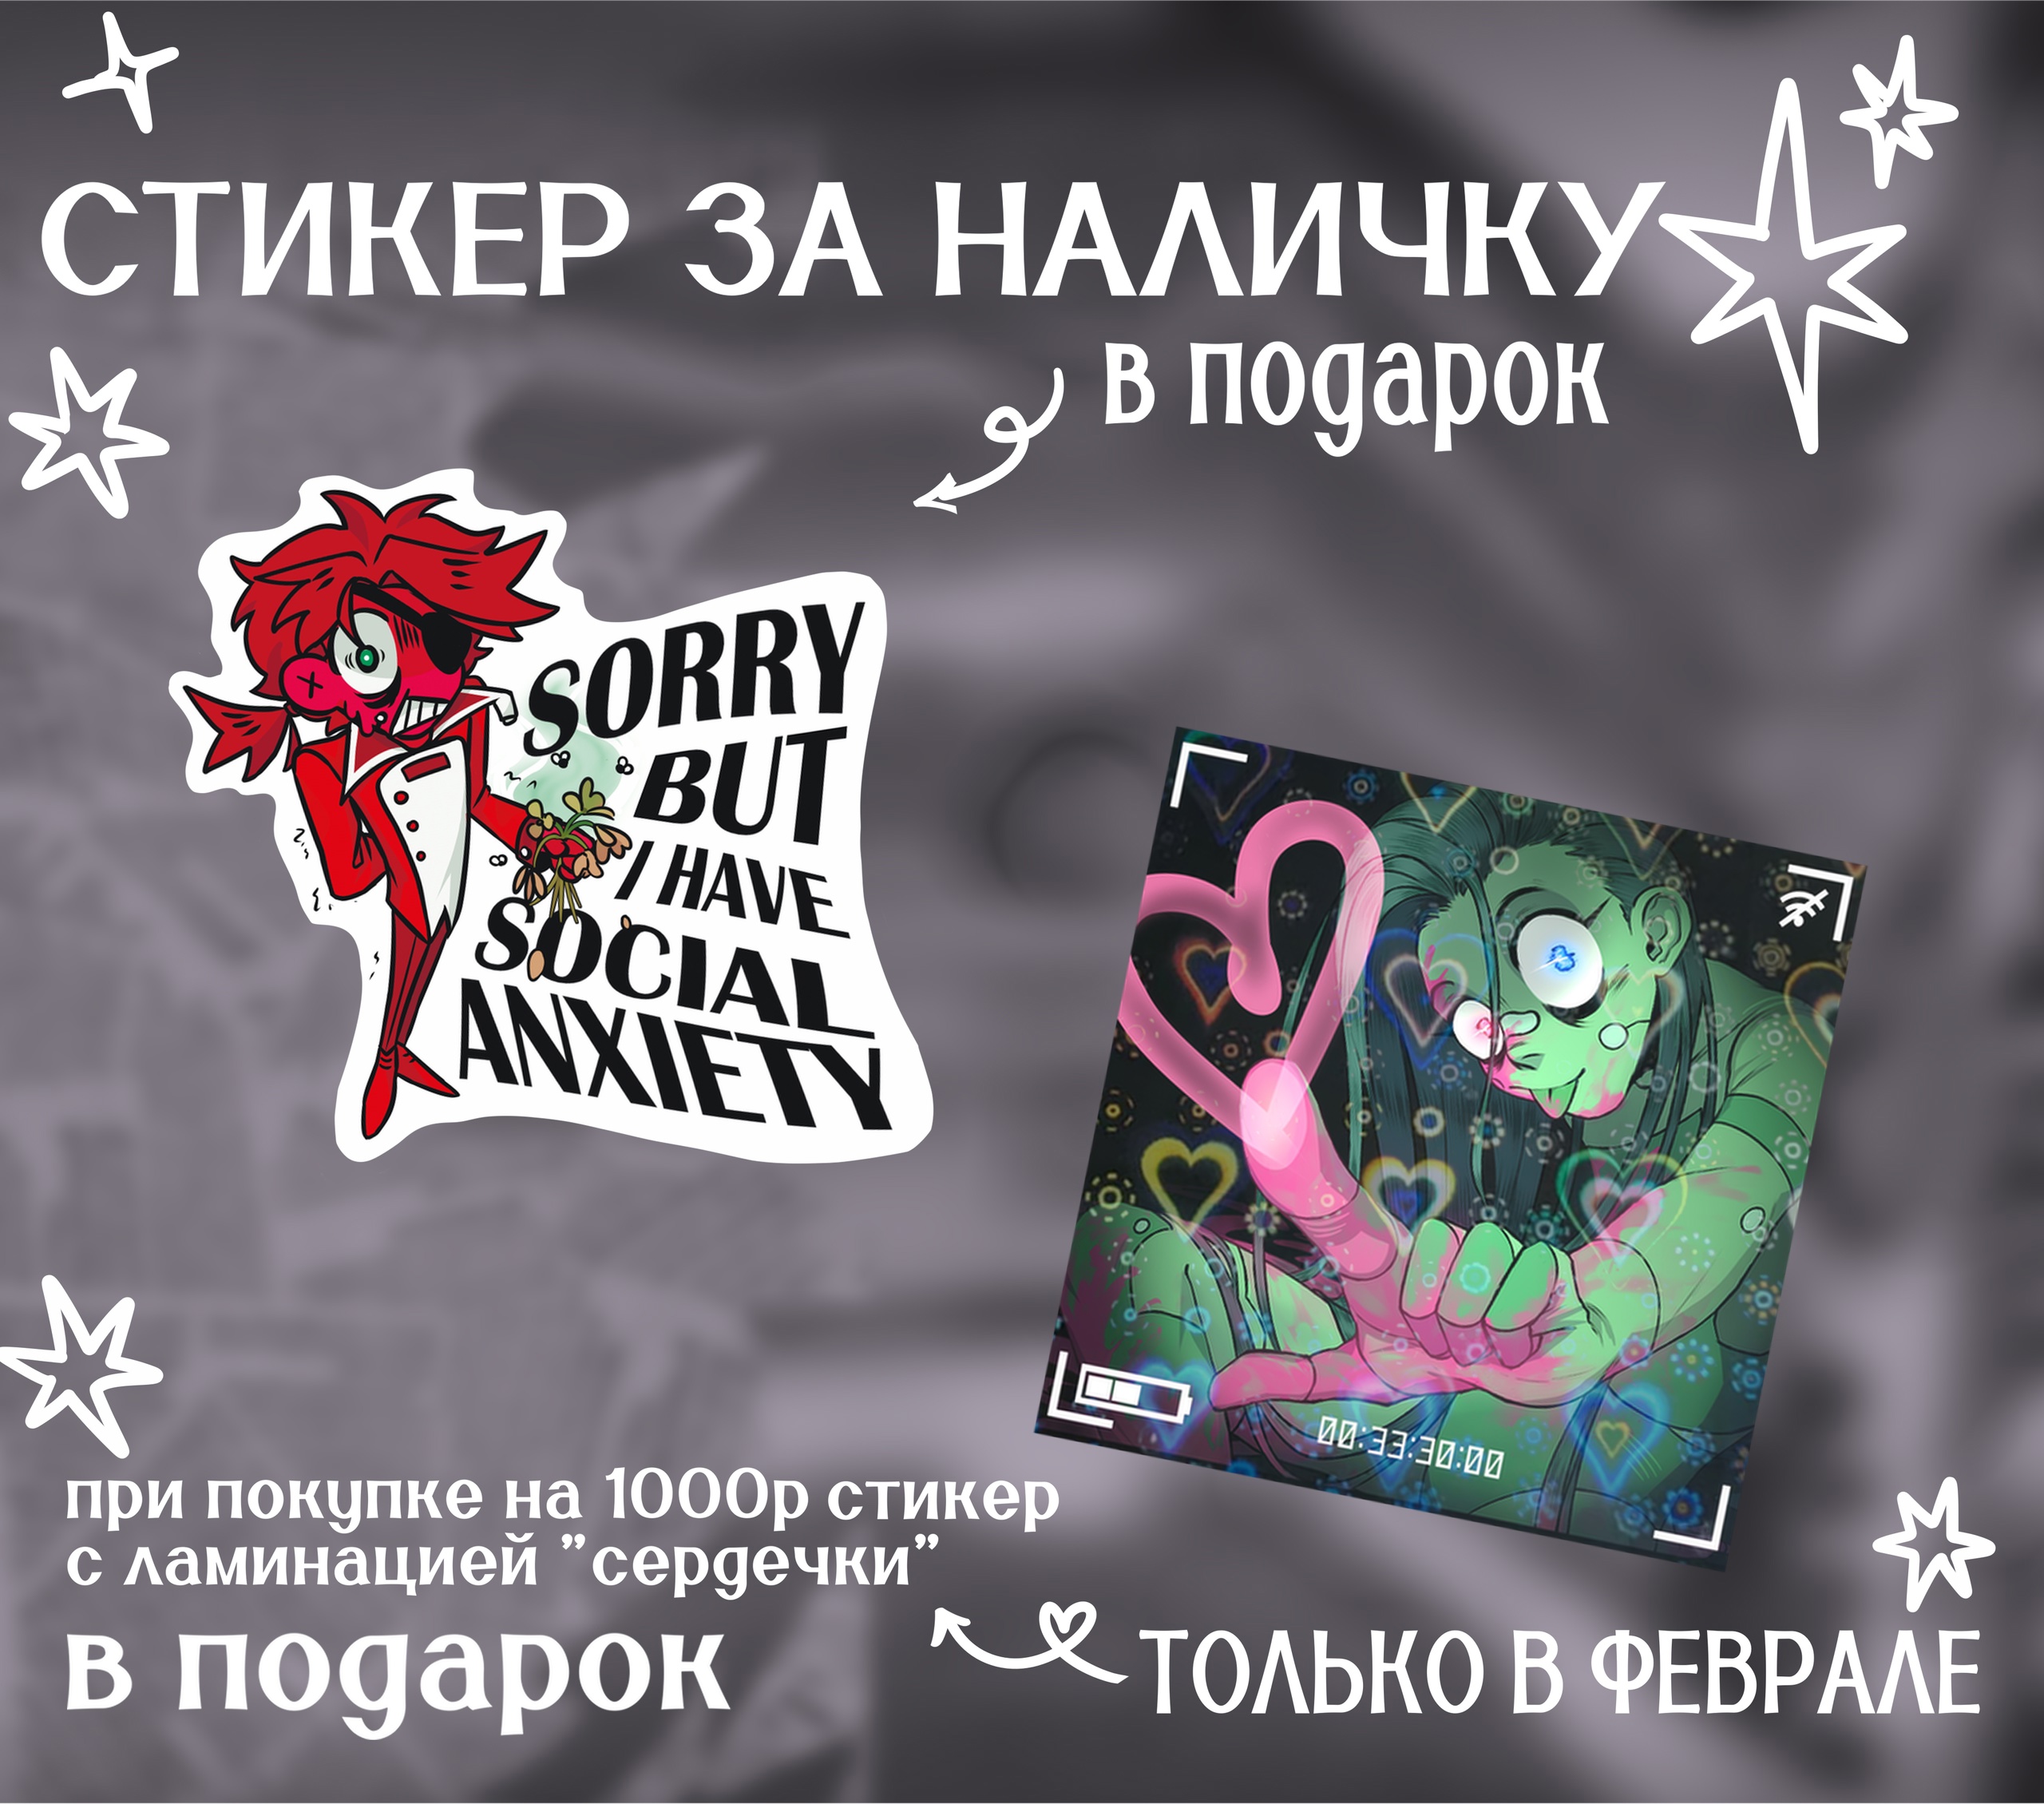 СТИКЕР ЗА НАЛИЧКУ
в подарок
SORRY
BUT
I HAVE
SOCIAL
ANXIETY
00:33:30:00
при покупке на 1000р стикер
с ламинацией "сердечки"
в подарок
ТОЛЬКО В ФЕВРАЛЕ